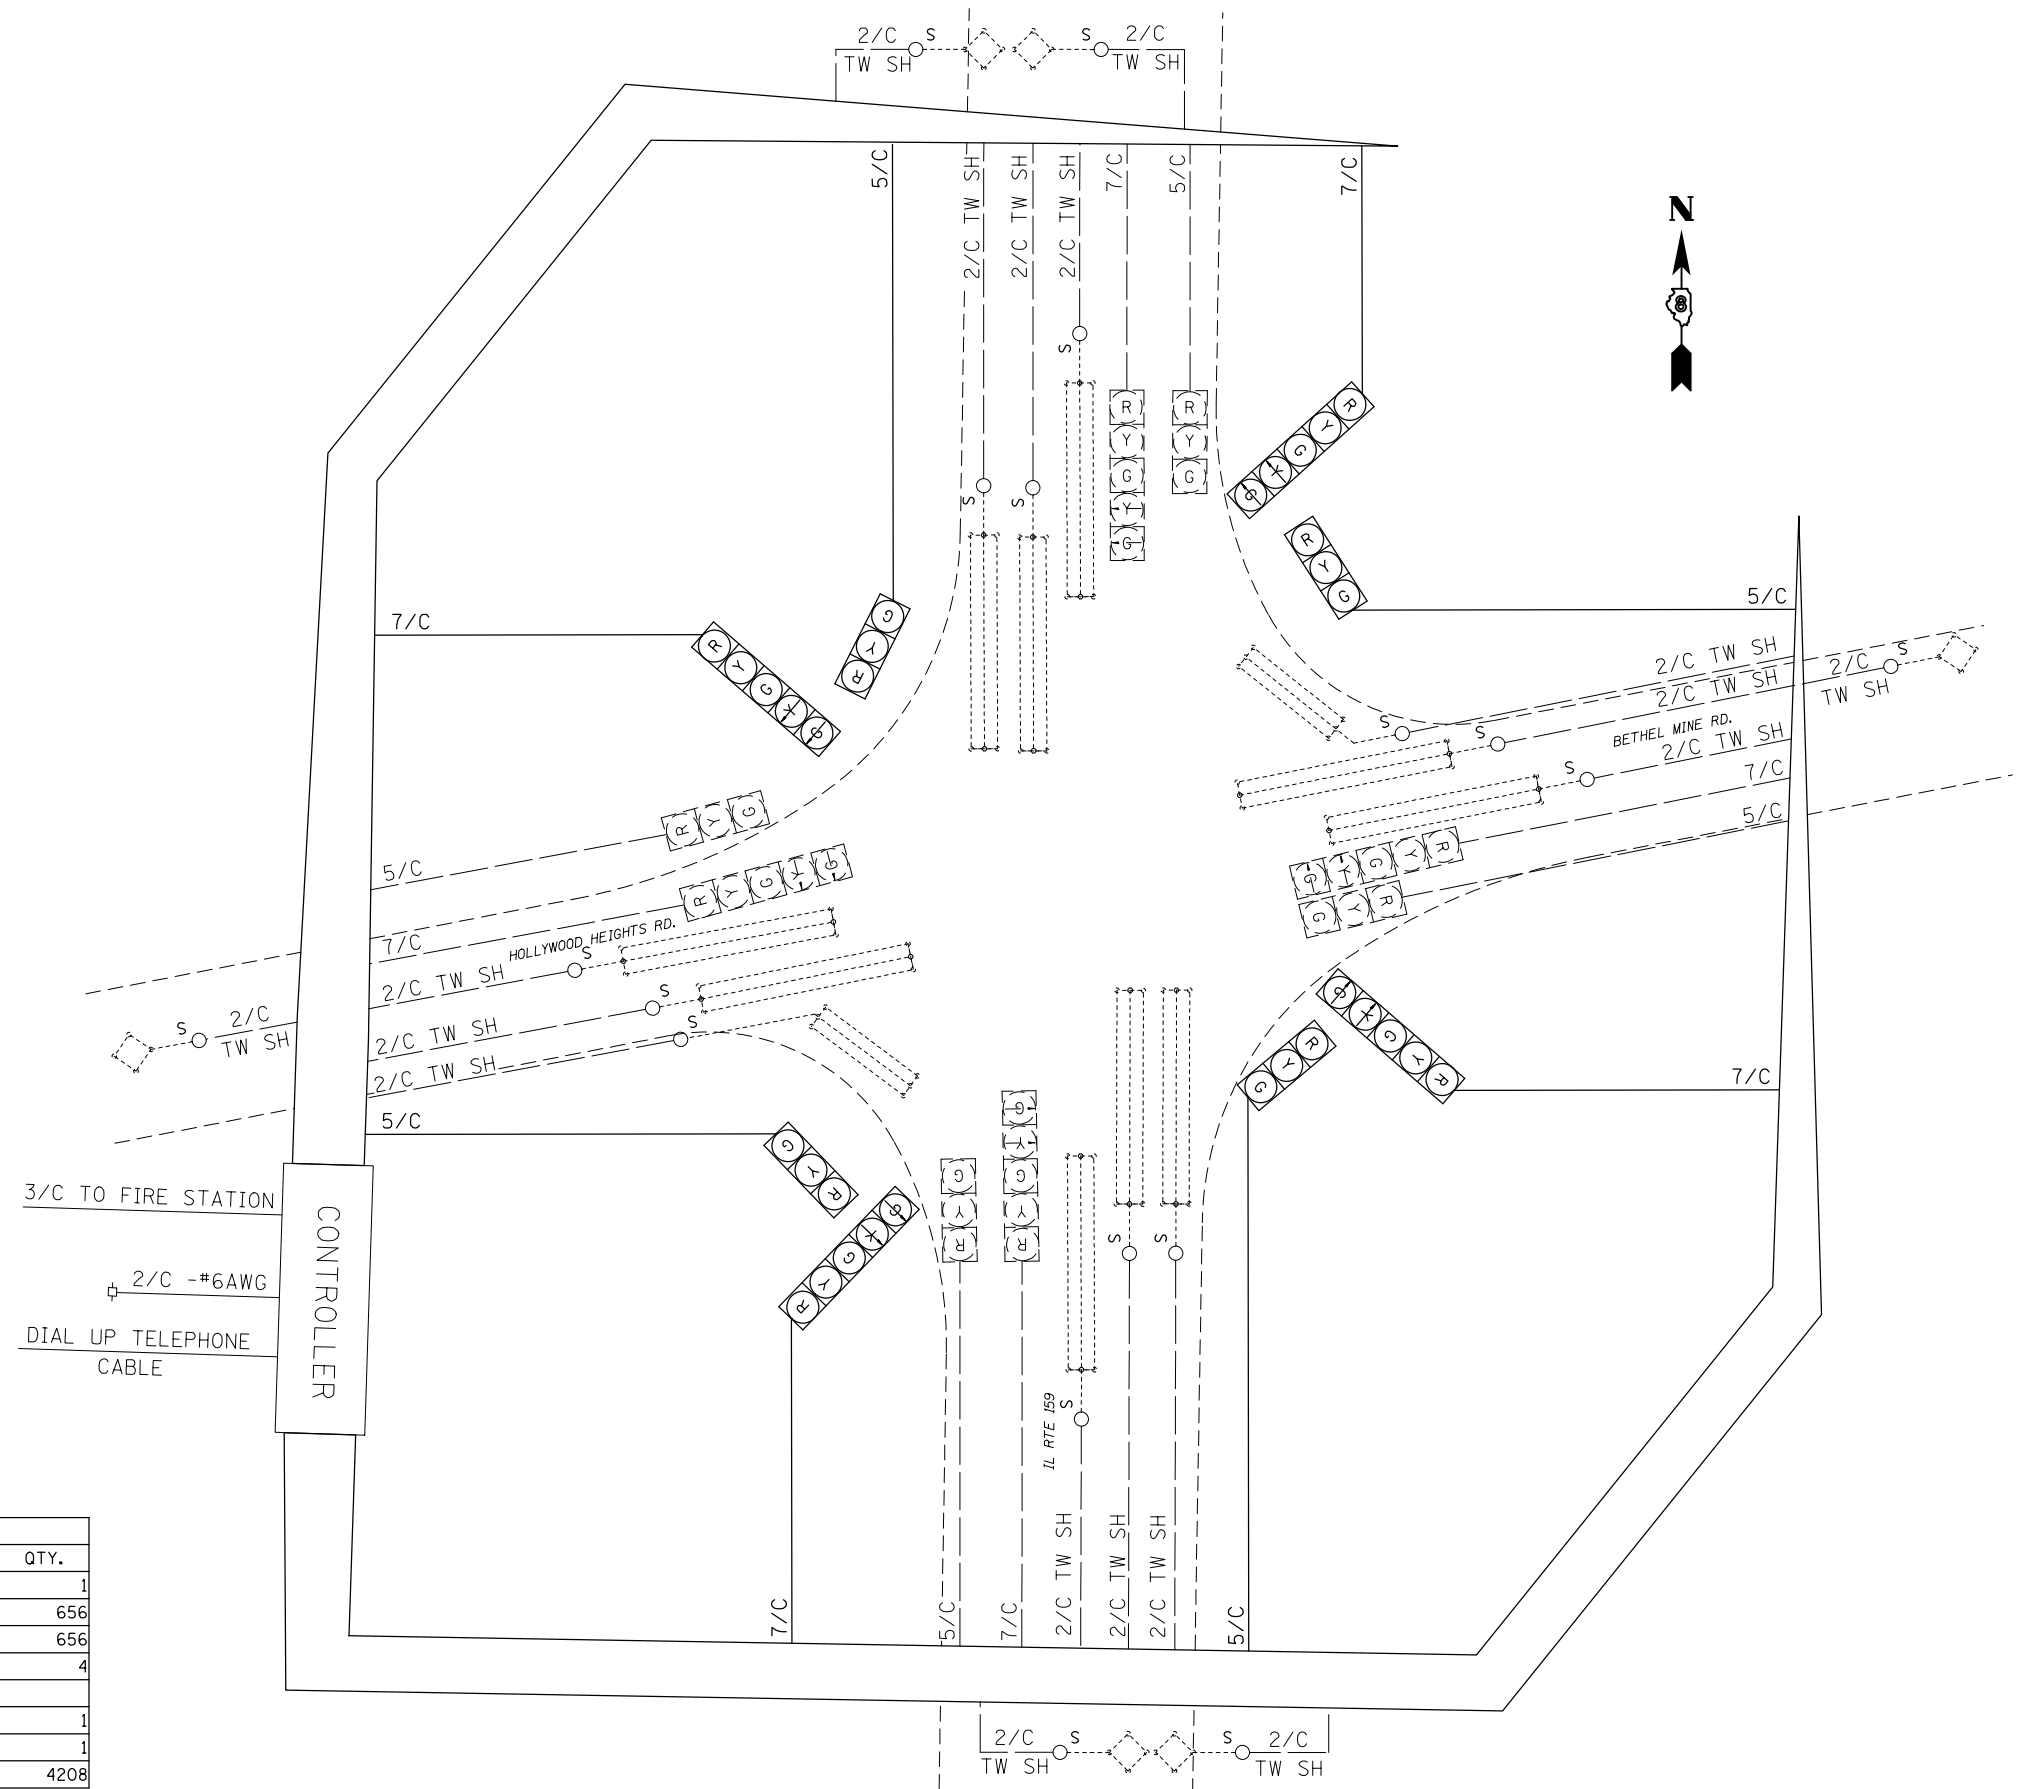 2/C S S 2/C
TW SH TW SH
5/C 2/C TW SH 2/C TW SH 2/C TW SH 7/C 5/C 7/C
N
8
S
S S
R Y G Y G
R Y G
R Y G Y G
R Y G
5/C
7/C
R Y G Y G
G Y R
2/C TW SH
2/C S
TW SH
2/C TW SH
S
S
BETHEL MINE RD.
2/C TW SH
S
7/C
5/C
R Y G
5/C
R Y G Y G
7/C
HOLLYWOOD HEIGHTS RD.
S
2/C TW SH
G Y G Y R
G Y R
S 2/C
TW SH
S
2/C TW SH
S
2/C TW SH
G Y G Y R
R Y G
7/C
5/C
G Y R
G Y G Y R
G Y R
G Y G Y R
3/C TO FIRE STATION
CONTROLLER
2/C -#6AWG
DIAL UP TELEPHONE
CABLE
S S
S
IL RTE 159
7/C 5/C 7/C 2/C TW SH 2/C TW SH 2/C TW SH 5/C
QTY.
1
656
656
4
1
1
4208
2/C S S 2/C
TW SH TW SH